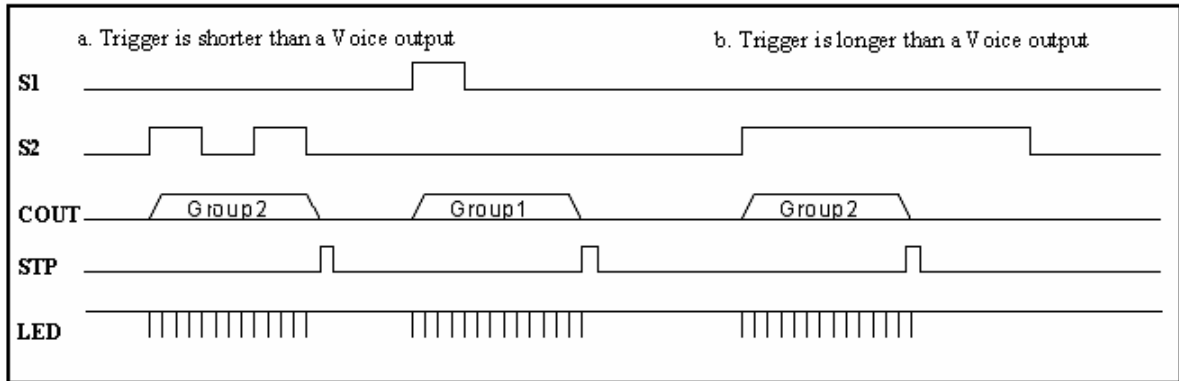 a. Trigger is shorter than a Voice output
b. Trigger is longer than a Voice output
S1
S2
COUT
Group2
Group1
Group2
STP
LED